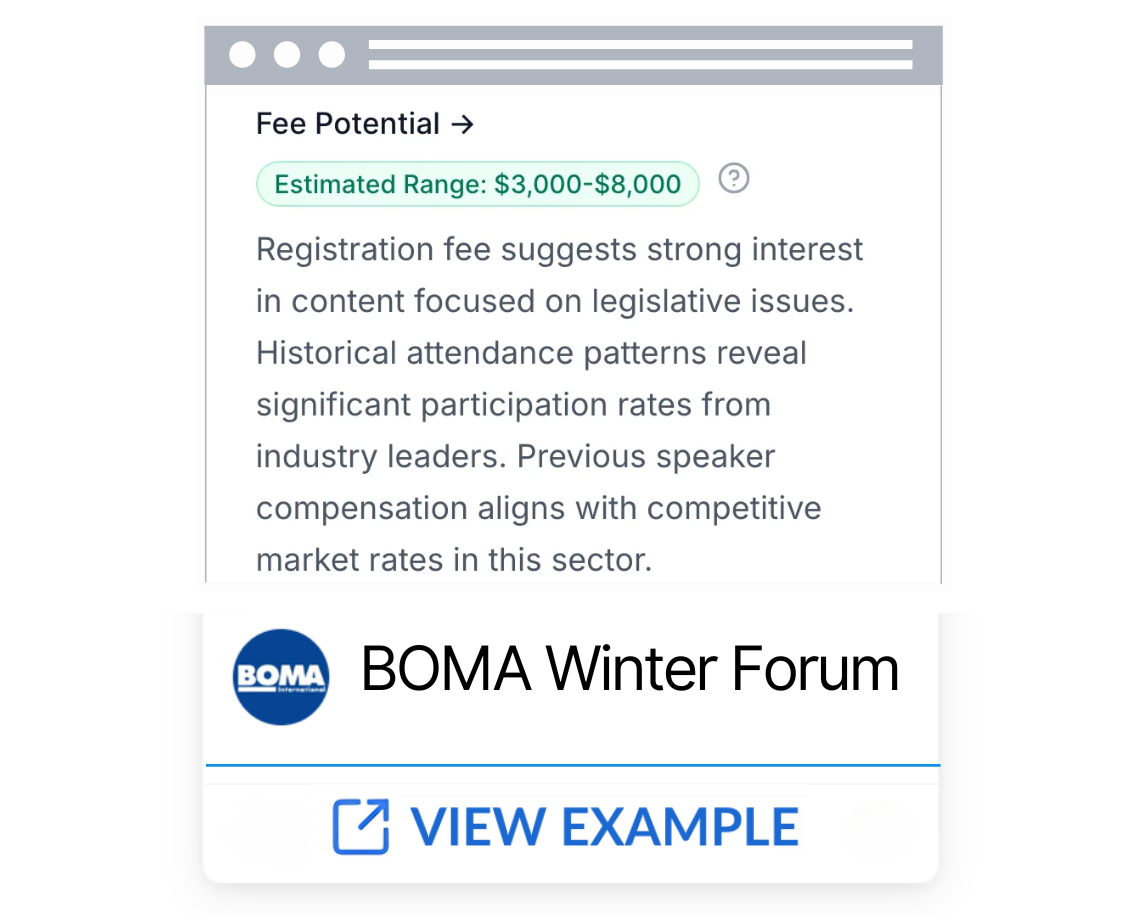 Fee Potential →
Estimated Range: $3,000-$8,000 ?
Registration fee suggests strong interest
in content focused on legislative issues.
Historical attendance patterns reveal
significant participation rates from
industry leaders. Previous speaker
compensation aligns with competitive
market rates in this sector.
BOMA
International
BOMA Winter Forum
VIEW EXAMPLE